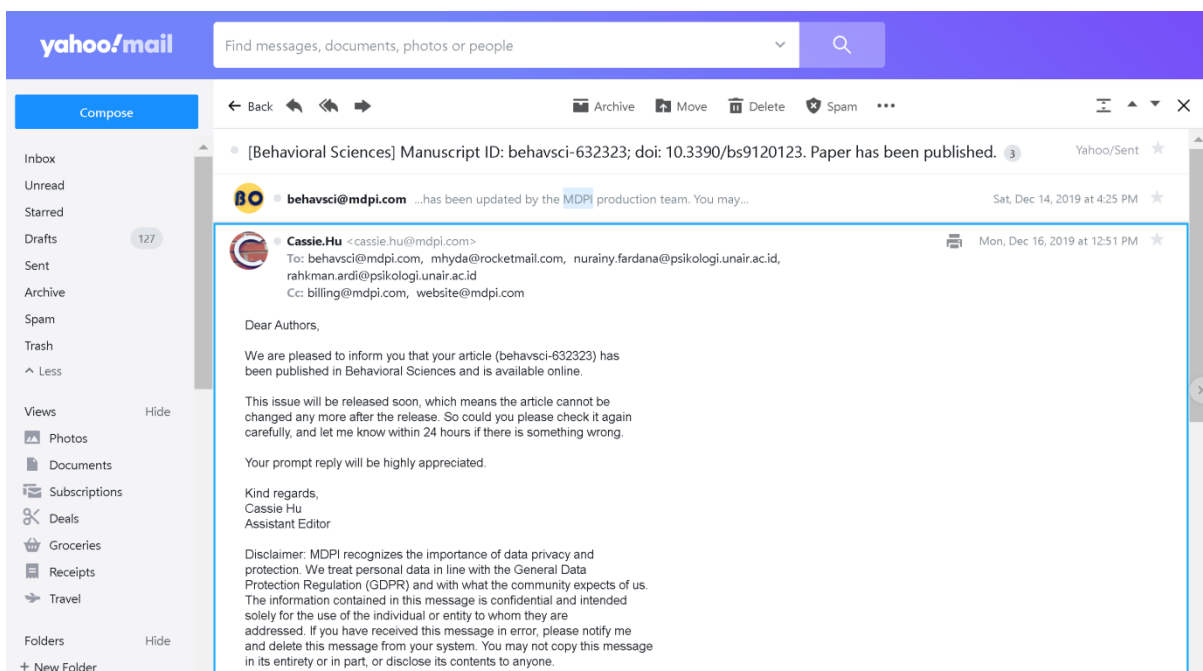 yahoo!mail
Find messages, documents, photos or people
Compose
Back
Archive Move Delete Spam
Inbox
Unread
Starred
Drafts 127
Sent
Archive
Spam
Trash
Less
Views Hide
Photos
Documents
Subscriptions
Deals
Groceries
Receipts
Travel
Folders Hide
+ New Folder
[Behavioral Sciences] Manuscript ID: behavsci-632323; doi: 10.3390/bs9120123. Paper has been published. 3 Yahoo/Sent
BO behavsci@mdpi.com ...has been updated by the MDPI production team. You may... Sat, Dec 14, 2019 at 4:25 PM
Cassie.Hu <cassie.hu@mdpi.com> Mon, Dec 16, 2019 at 12:51 PM
To: behavsci@mdpi.com, mhyda@rocketmail.com, nurainy.fardana@psikologi.unair.ac.id,
rahkman.ardi@psikologi.unair.ac.id
Cc: billing@mdpi.com, website@mdpi.com
Dear Authors,
We are pleased to inform you that your article (behavsci-632323) has
been published in Behavioral Sciences and is available online.
This issue will be released soon, which means the article cannot be
changed any more after the release. So could you please check it again
carefully, and let me know within 24 hours if there is something wrong.
Your prompt reply will be highly appreciated.
Kind regards,
Cassie Hu
Assistant Editor
Disclaimer: MDPI recognizes the importance of data privacy and
protection. We treat personal data in line with the General Data
Protection Regulation (GDPR) and with what the community expects of us.
The information contained in this message is confidential and intended
solely for the use of the individual or entity to whom they are
addressed. If you have received this message in error, please notify me
and delete this message from your system. You may not copy this message
in its entirety or in part, or disclose its contents to anyone.